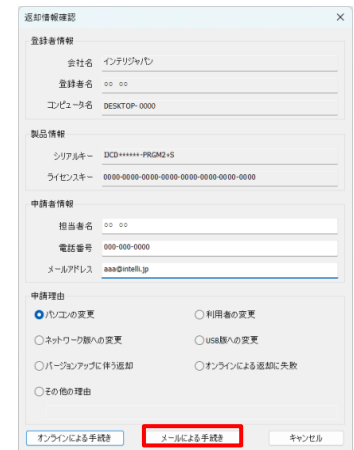 返却情報確認
登録者情報
会社名 インテリジャパン
登録者名 ○○ ○○
コンピュータ名 DESKTOP-0000
製品情報
シリアルキー DCD******-PRGM2*S
ライセンスキー 0000-0000-0000-0000-0000-0000-0000-0000
申請者情報
担当者名 ○○ ○○
電話番号 000-000-0000
メールアドレス aaa@intelli.jp
申請理由
パソコンの変更 利用者の変更
ネットワーク版への変更 USB版への変更
バージョンアップに伴う返却 オンラインによる返却に失敗
その他の理由
オンラインによる手続き メールによる手続き キャンセル